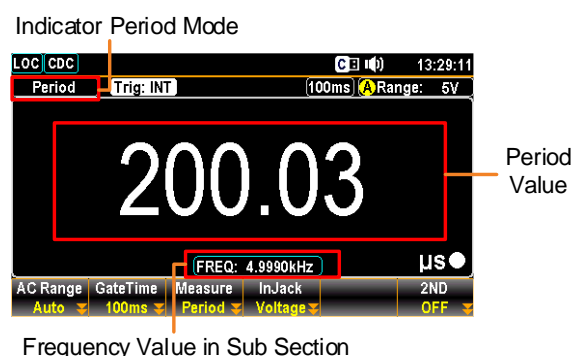 Indicator Period Mode
LOC CDC C 13:29:11
Period Trig: INT 100ms A Range: 5V
200.03
Period
Value
FREQ: 4.9990kHz µs
AC Range GateTime Measure InJack 2ND
Auto 100ms Period Voltage OFF
Frequency Value in Sub Section